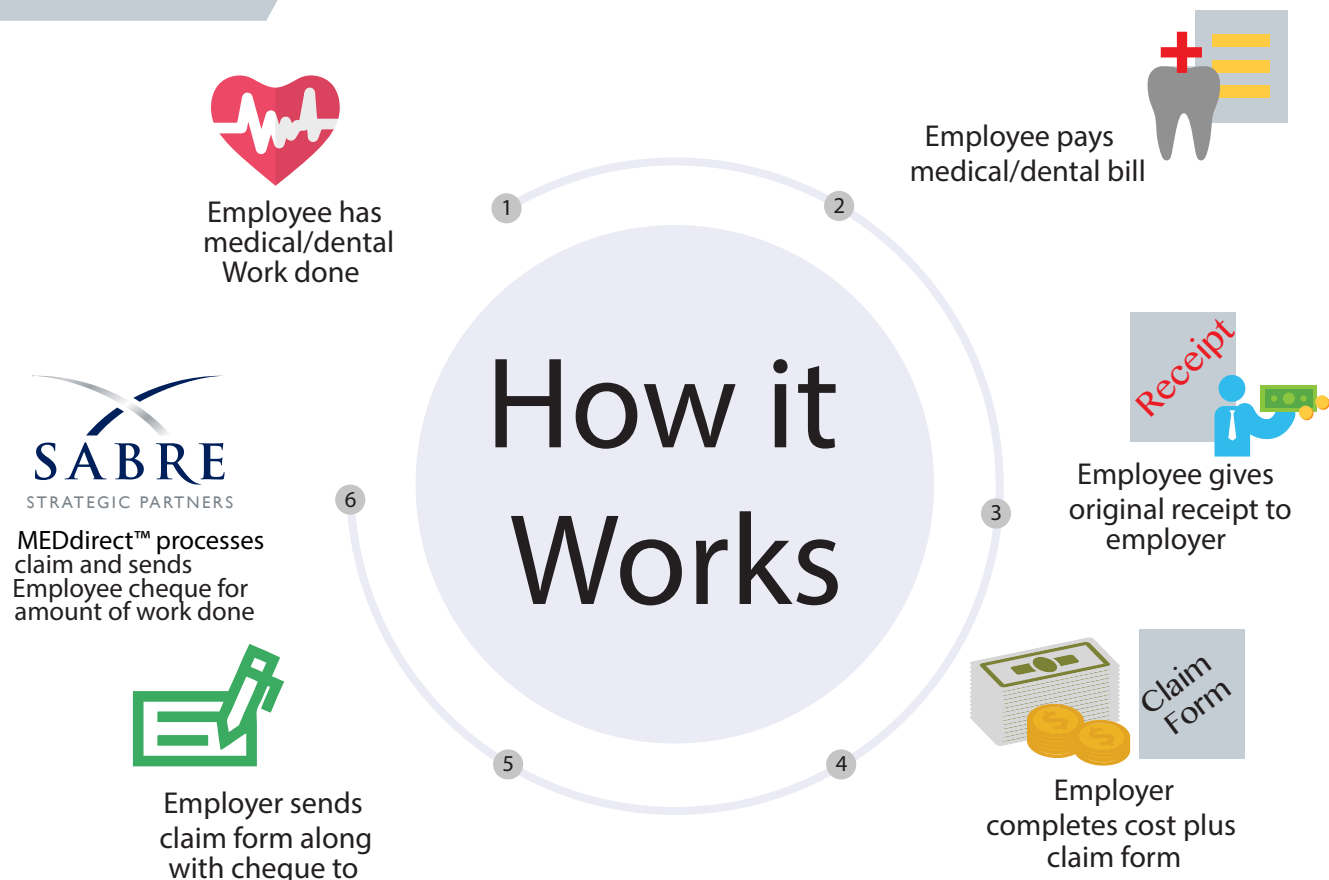 1
Employee has
medical/dental
Work done
2
Employee pays
medical/dental bill
Receipt
3
Employee gives
original receipt to
employer
Claim
Form
4
Employer
completes cost plus
claim form
5
Employer sends
claim form along
with cheque to
6
SABRE
STRATEGIC PARTNERS
MEDdirect™ processes
claim and sends
Employee cheque for
amount of work done
How it
Works